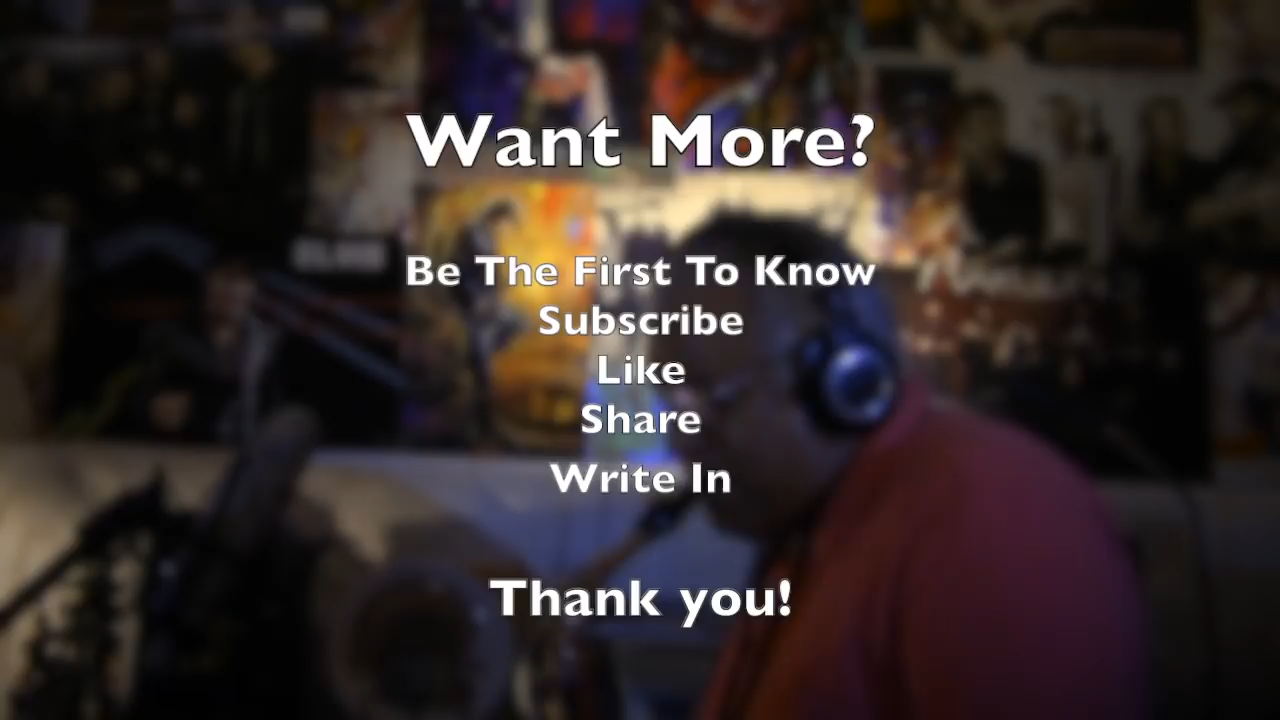 Want More?
Be The First To Know
Subscribe
Like
Share
Write In
Thank you!